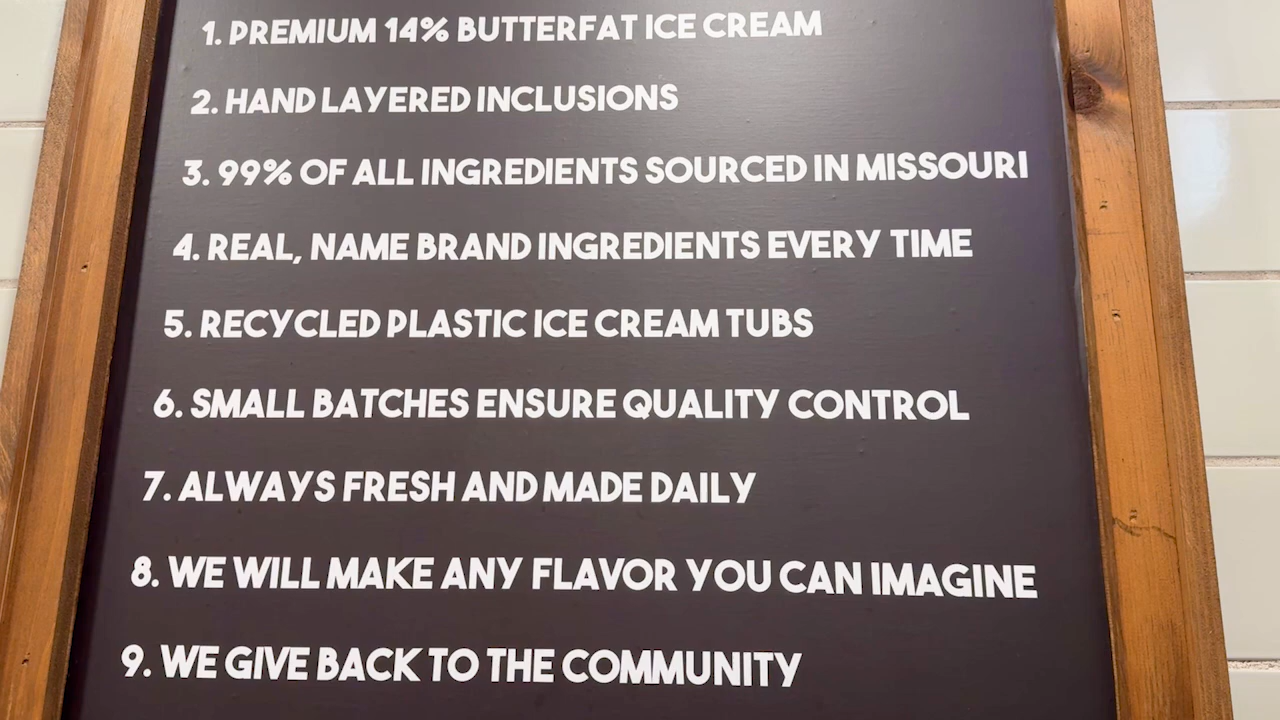 1. PREMIUM 14% BUTTERFAT ICE CREAM
2. HAND LAYERED INCLUSIONS
3. 99% OF ALL INGREDIENTS SOURCED IN MISSOURI
4. REAL, NAME BRAND INGREDIENTS EVERY TIME
5. RECYCLED PLASTIC ICE CREAM TUBS
6. SMALL BATCHES ENSURE QUALITY CONTROL
7. ALWAYS FRESH AND MADE DAILY
8. WE WILL MAKE ANY FLAVOR YOU CAN IMAGINE
9. WE GIVE BACK TO THE COMMUNITY